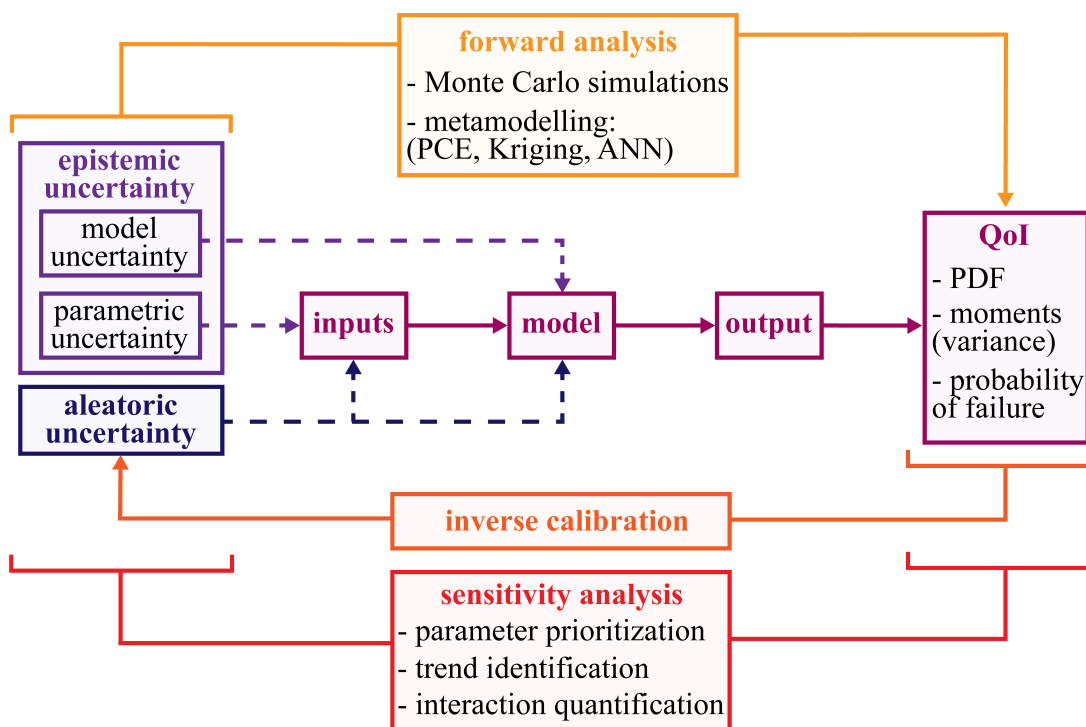 forward analysis
- Monte Carlo simulations
- metamodelling:
(PCE, Kriging, ANN)
epistemic
uncertainty
model
uncertainty
parametric
uncertainty
aleatoric
uncertainty
inputs
model
output
QoI
- PDF
- moments
(variance)
- probability
of failure
inverse calibration
sensitivity analysis
- parameter prioritization
- trend identification
- interaction quantification